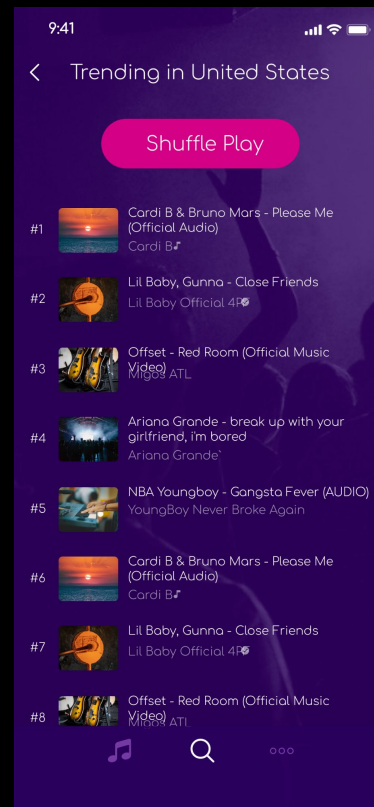 9:41
Trending in United States
Shuffle Play
#1
Cardi B & Bruno Mars - Please Me
(Official Audio)
Cardi B
#2
Lil Baby, Gunna - Close Friends
Lil Baby Official 4PF
#3
Offset - Red Room (Official Music
Video)
Migos ATL
#4
Ariana Grande - break up with your
girlfriend, i'm bored
Ariana Grande`
#5
NBA Youngboy - Gangsta Fever (AUDIO)
YoungBoy Never Broke Again
#6
Cardi B & Bruno Mars - Please Me
(Official Audio)
Cardi B
#7
Lil Baby, Gunna - Close Friends
Lil Baby Official 4PF
#8
Offset - Red Room (Official Music
Video)
Migos ATL